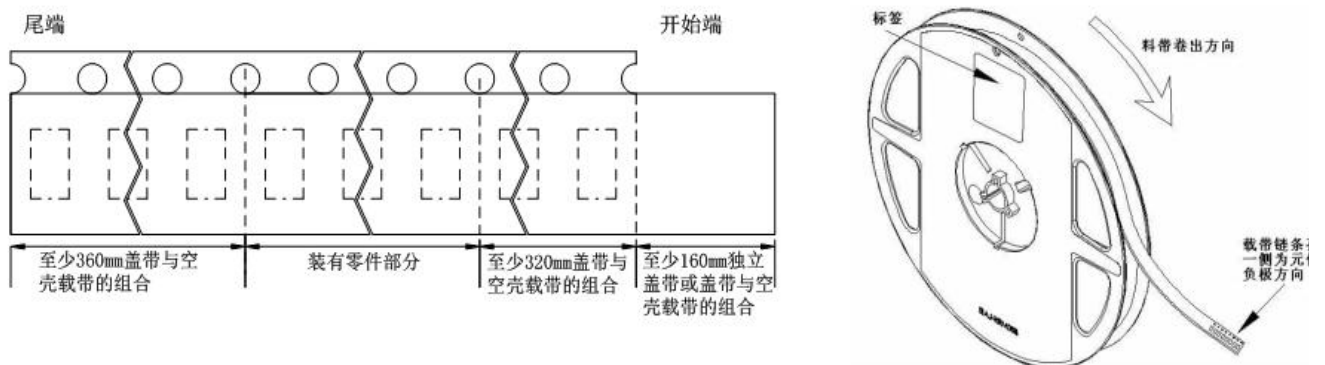 尾端
开始端
至少360mm盖带与空
壳载带的组合
装有零件部分
至少320mm盖带与
空壳载带的组合
至少160mm独立
盖带或盖带与空
壳载带的组合
标签
料带卷出方向
载带链条
一侧为元
负极方向